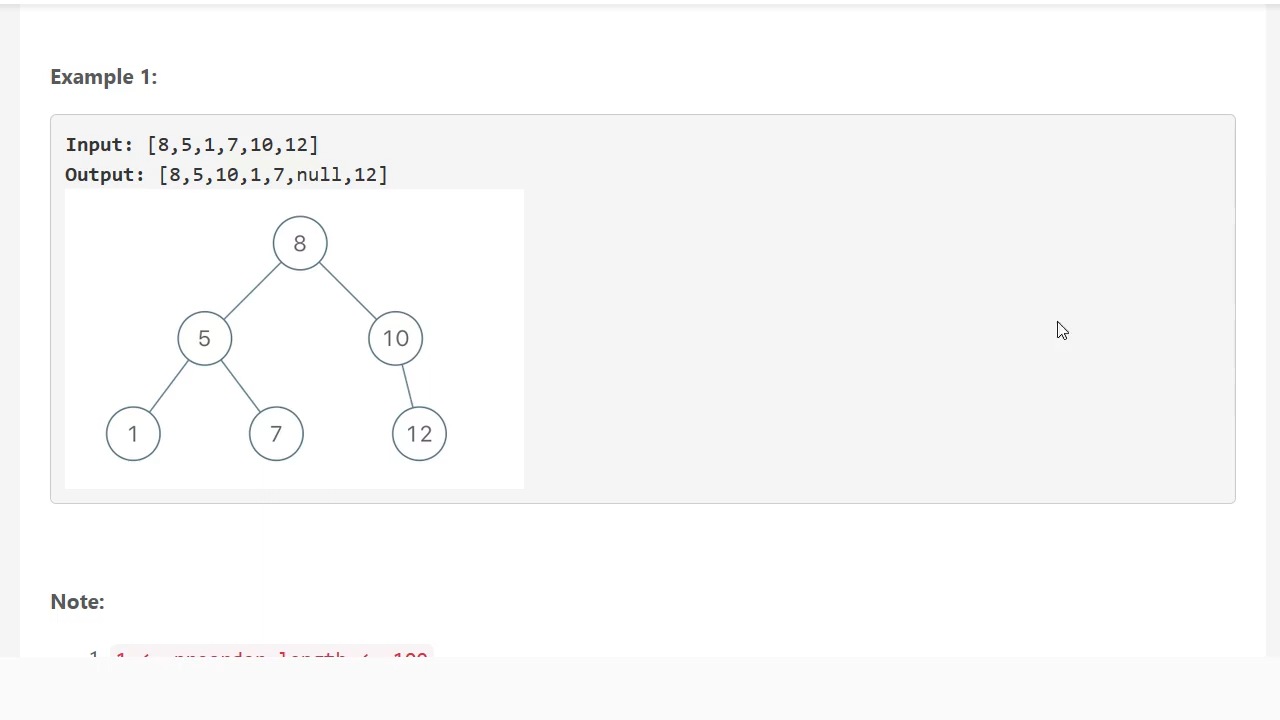 Example 1:
Input: [8,5,1,7,10,12]
Output: [8,5,10,1,7,null,12]
8
5
10
1
7
12
Note:
1